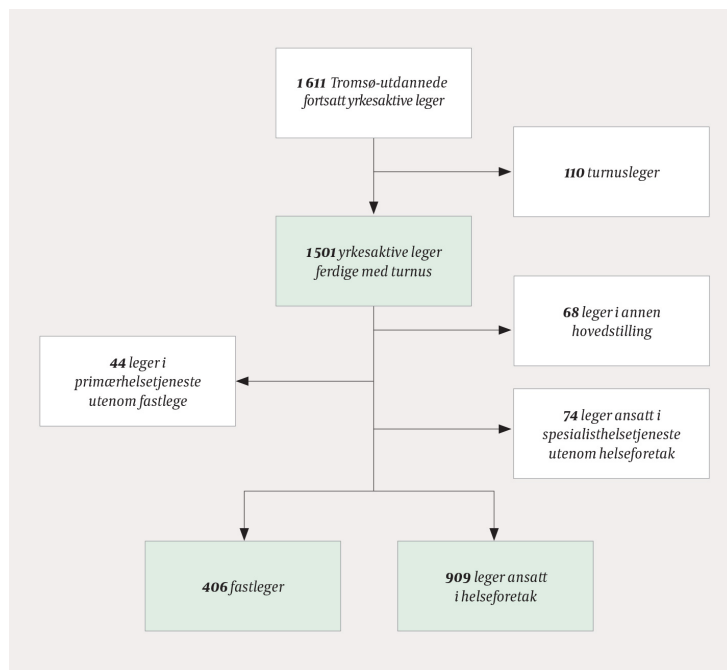 1 611 Tromsø-utdannede
fortsatt yrkesaktive leger
110 turnusleger
1 501 yrkesaktive leger
ferdige med turnus
68 leger i annen
hovedstilling
44 leger i
primærhelsetjeneste
utenom fastlege
74 leger ansatt i
spesialisthelsetjeneste
utenom helseforetak
406 fastleger
909 leger ansatt
i helseforetak